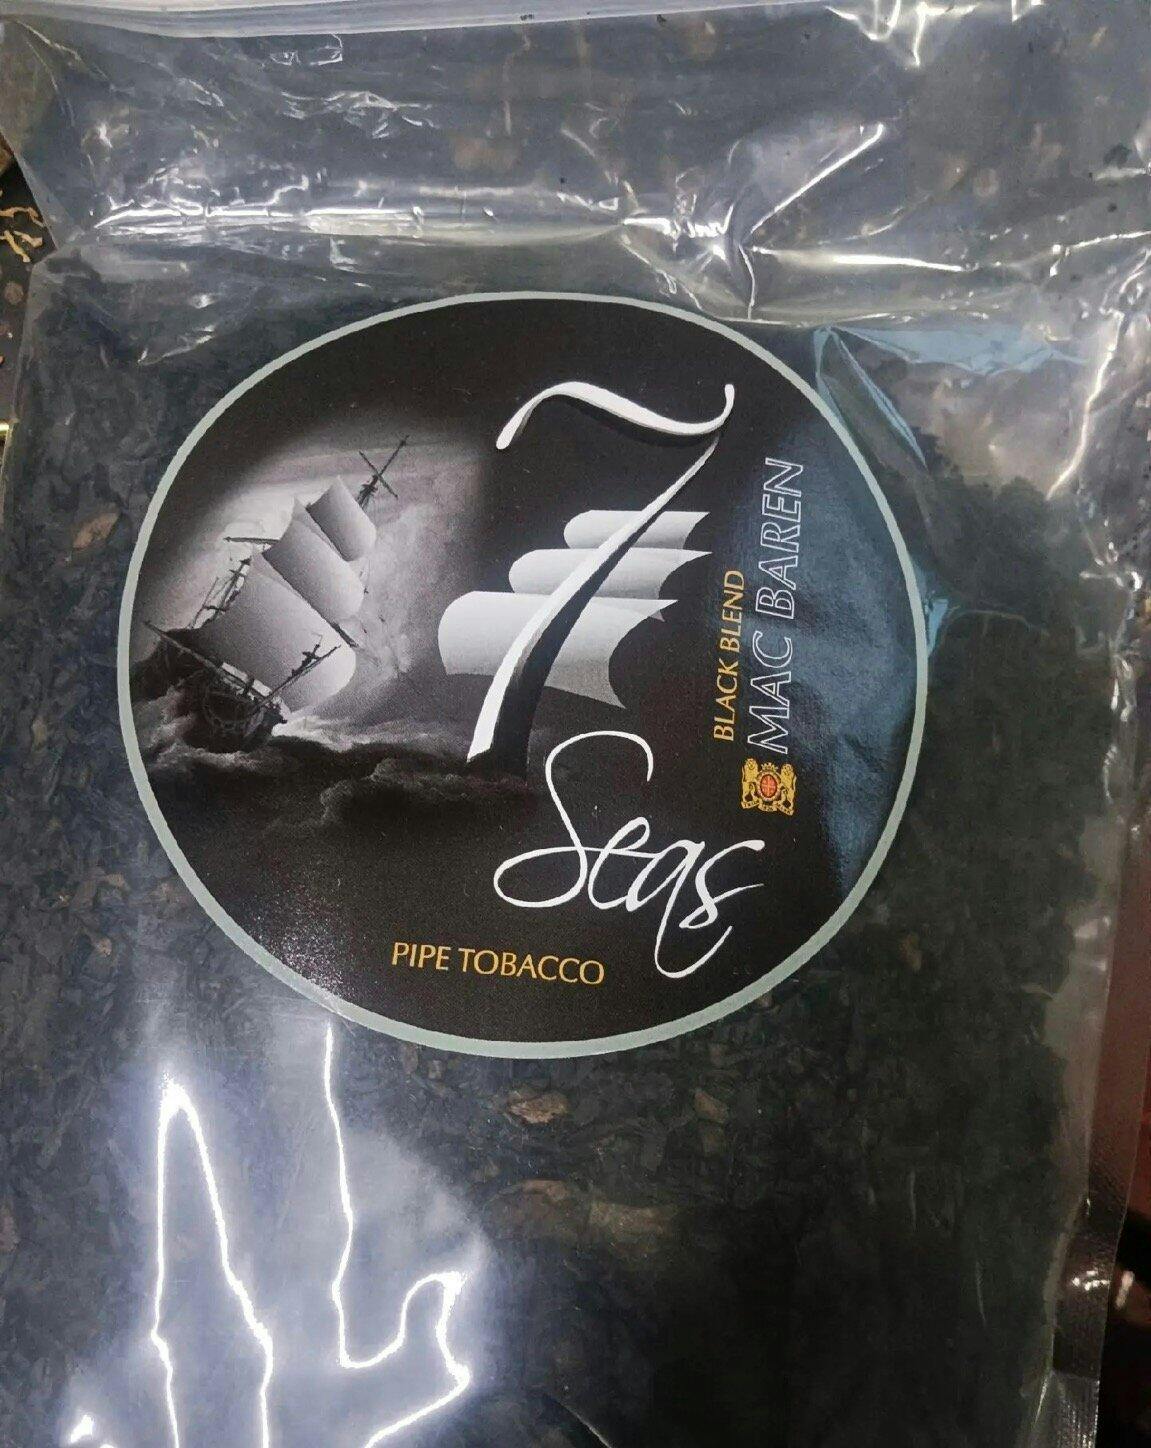 7
Seas
BLACK BLEND
MAC BAREN
PIPE TOBACCO